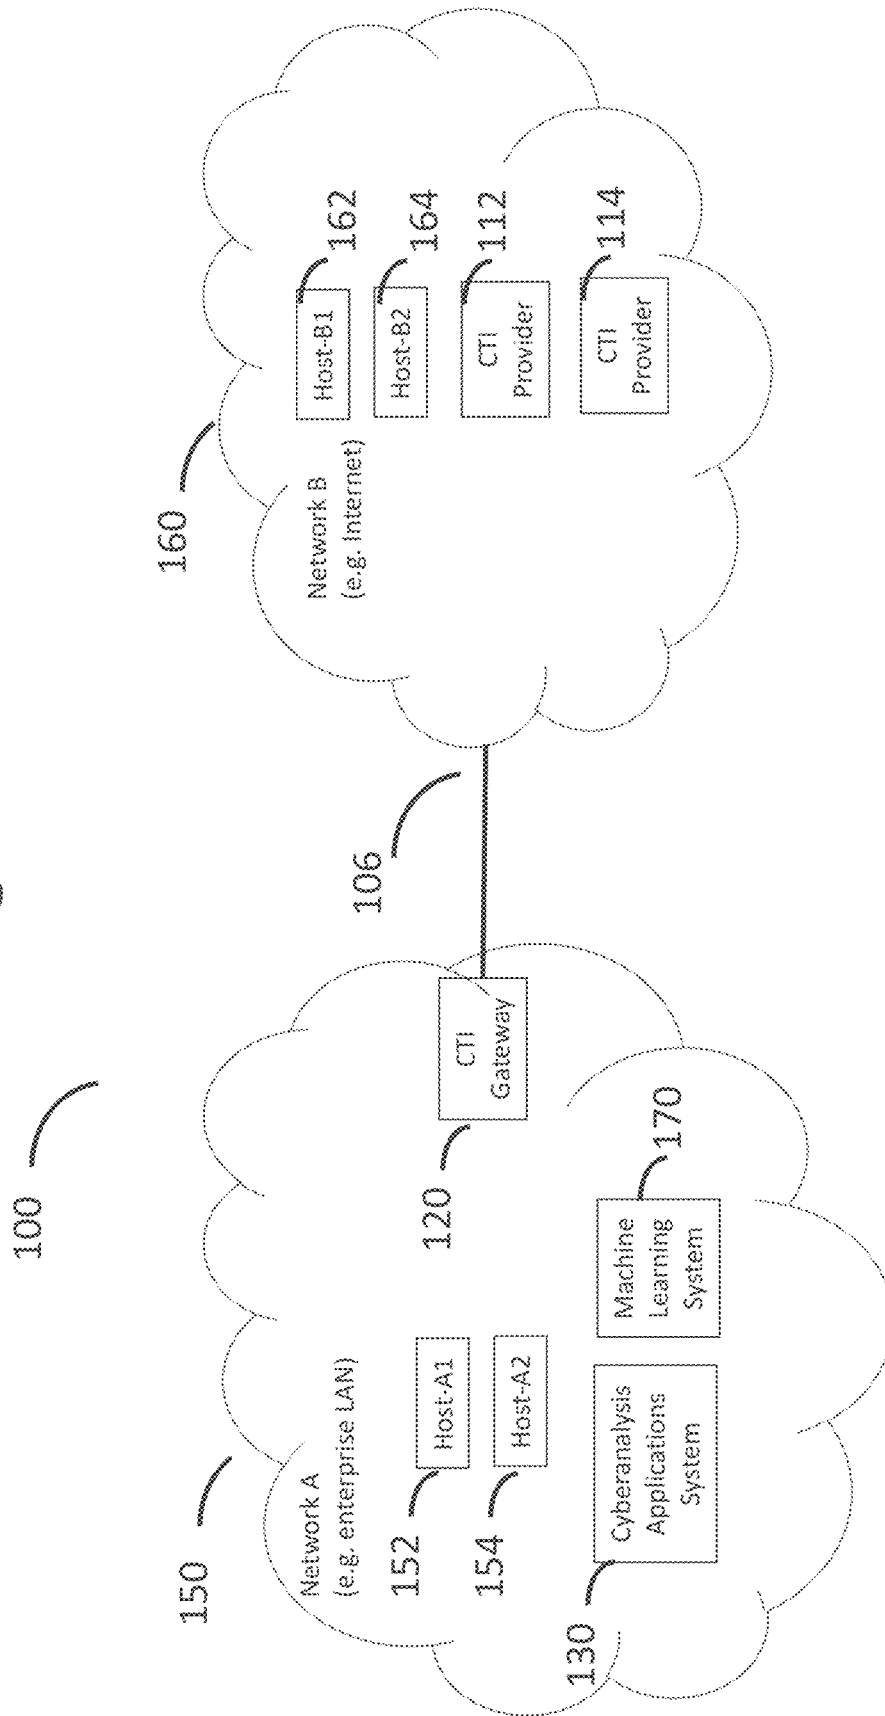 100
150
Network A
(e.g. enterprise LAN)
152
Host-A1
154
Host-A2
130
Cyberanalysis
Applications
System
170
Machine
Learning
System
120
CTI
Gateway
106
160
Network B
(e.g. Internet)
162
Host-B1
164
Host-B2
112
CTI
Provider
114
CTI
Provider